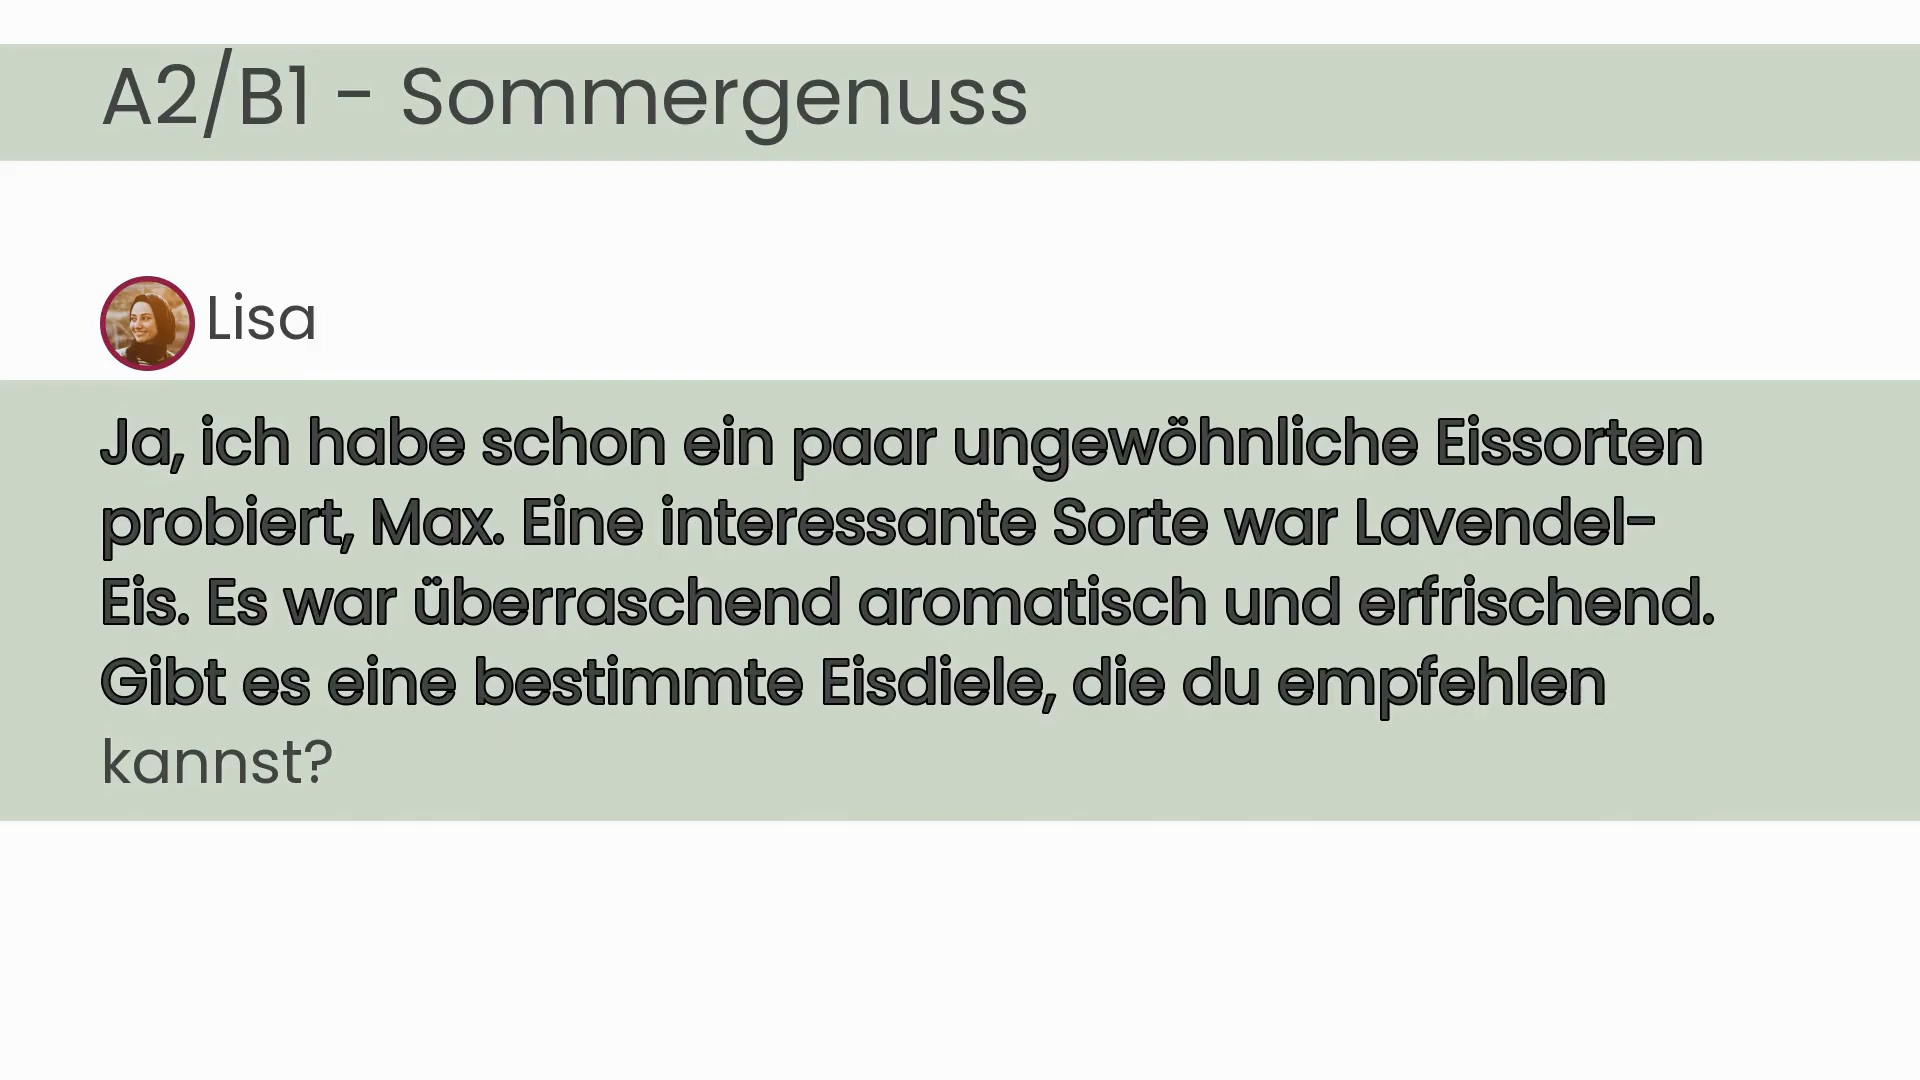 A2/B1 - Sommergenuss
Lisa
Ja, ich habe schon ein paar ungewöhnliche Eissorten
probiert, Max. Eine interessante Sorte war Lavendel-
Eis. Es war überraschend aromatisch und erfrischend.
Gibt es eine bestimmte Eisdiele, die du empfehlen
kannst?